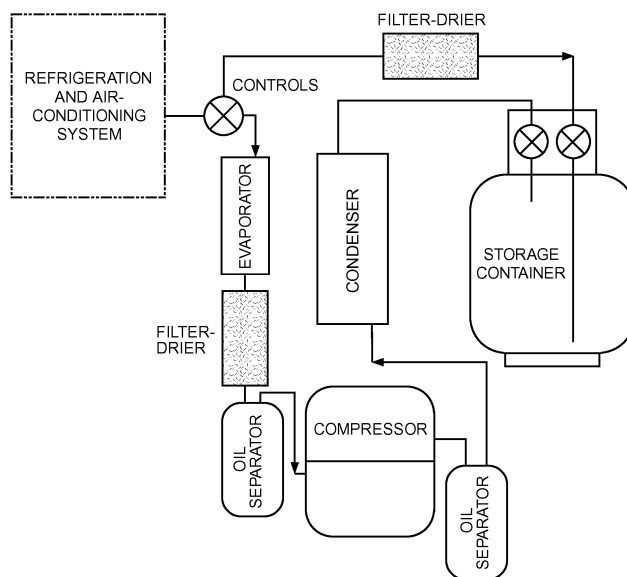 FILTER-DRIER
REFRIGERATION
AND AIR-
CONDITIONING
SYSTEM
CONTROLS
EVAPORATOR
CONDENSER
STORAGE
CONTAINER
FILTER-
DRIER
COMPRESSOR
OIL
SEPARATOR
OIL
SEPARATOR